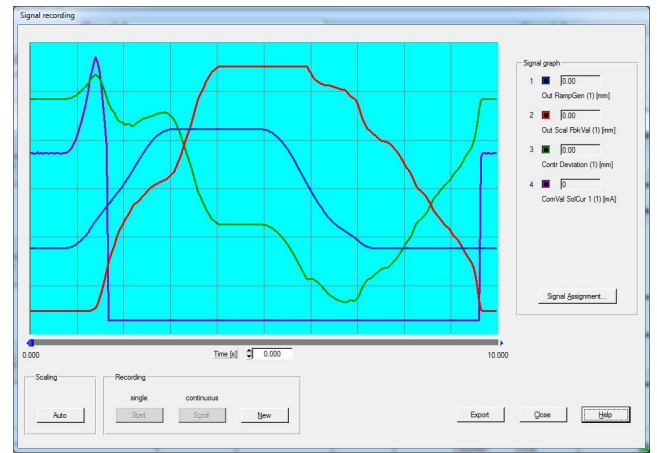 Signal recording
Signal graph
1 0.00
Out RampGen (1) [mm]
2 0.00
Out Scal FbkVal (1) [mm]
3 0.00
Contr Deviation (1) [mm]
4 0
ComVal SolCur 1 (1) [mA]
Signal Assignment...
0.000 Time [s] 0.000 10.000
Scaling
Recording
single continuous
Auto Start Scroll New Export Close Help